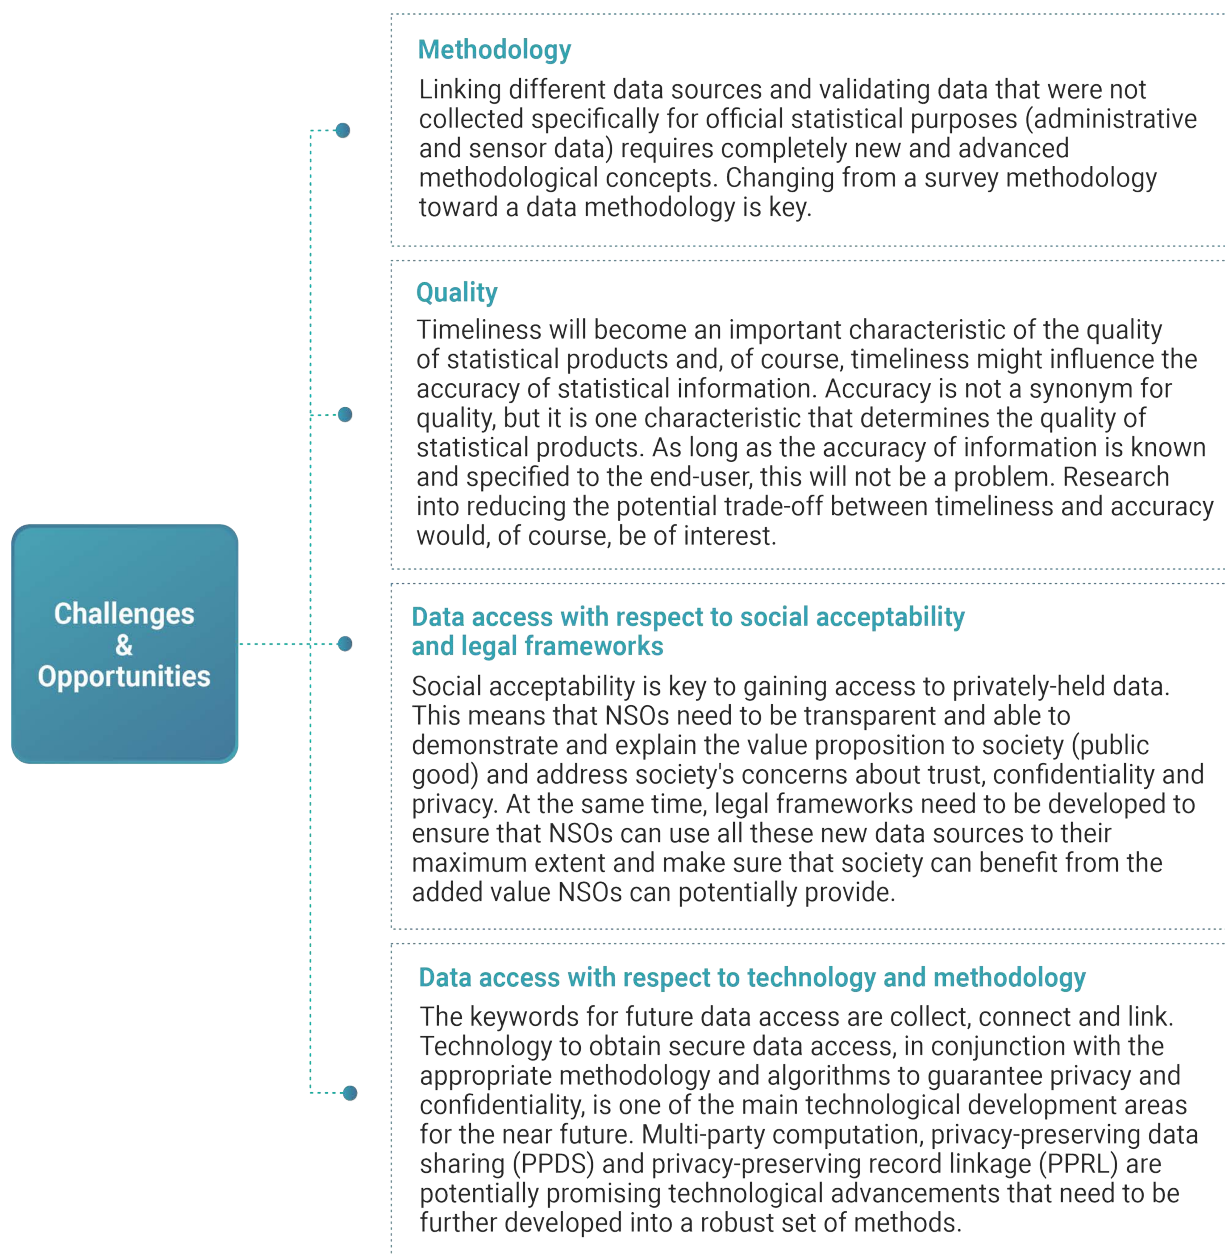 Methodology
Linking different data sources and validating data that were not
collected specifically for official statistical purposes (administrative
and sensor data) requires completely new and advanced
methodological concepts. Changing from a survey methodology
toward a data methodology is key.
Quality
Timeliness will become an important characteristic of the quality
of statistical products and, of course, timeliness might influence the
accuracy of statistical information. Accuracy is not a synonym for
quality, but it is one characteristic that determines the quality of
statistical products. As long as the accuracy of information is known
and specified to the end-user, this will not be a problem. Research
into reducing the potential trade-off between timeliness and accuracy
would, of course, be of interest.
Challenges
&
Opportunities
Data access with respect to social acceptability
and legal frameworks
Social acceptability is key to gaining access to privately-held data.
This means that NSOs need to be transparent and able to
demonstrate and explain the value proposition to society (public
good) and address society's concerns about trust, confidentiality and
privacy. At the same time, legal frameworks need to be developed to
ensure that NSOs can use all these new data sources to their
maximum extent and make sure that society can benefit from the
added value NSOs can potentially provide.
Data access with respect to technology and methodology
The keywords for future data access are collect, connect and link.
Technology to obtain secure data access, in conjunction with the
appropriate methodology and algorithms to guarantee privacy and
confidentiality, is one of the main technological development areas
for the near future. Multi-party computation, privacy-preserving data
sharing (PPDS) and privacy-preserving record linkage (PPRL) are
potentially promising technological advancements that need to be
further developed into a robust set of methods.